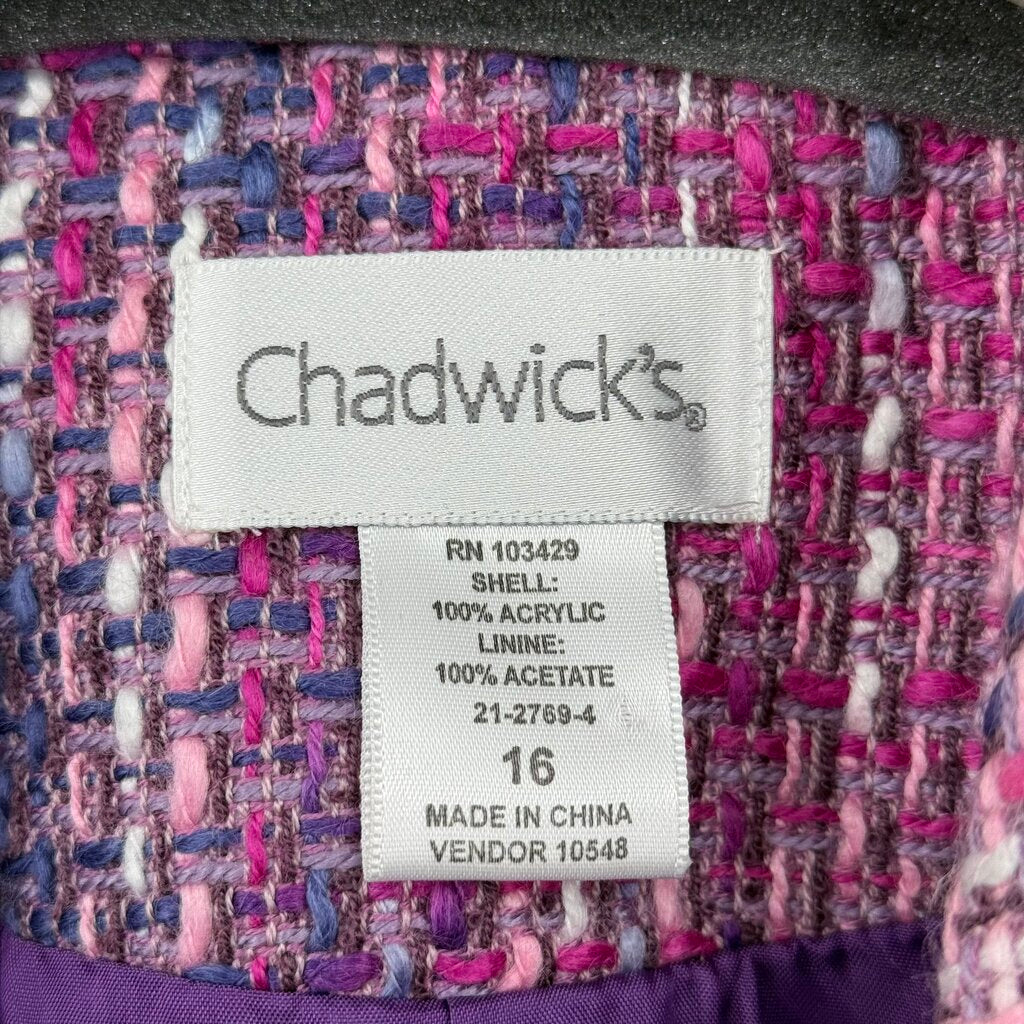 Chadwick's®
RN 103429
SHELL:
100% ACRYLIC
LININE:
100% ACETATE
21-2769-4
16
MADE IN CHINA
VENDOR 10548